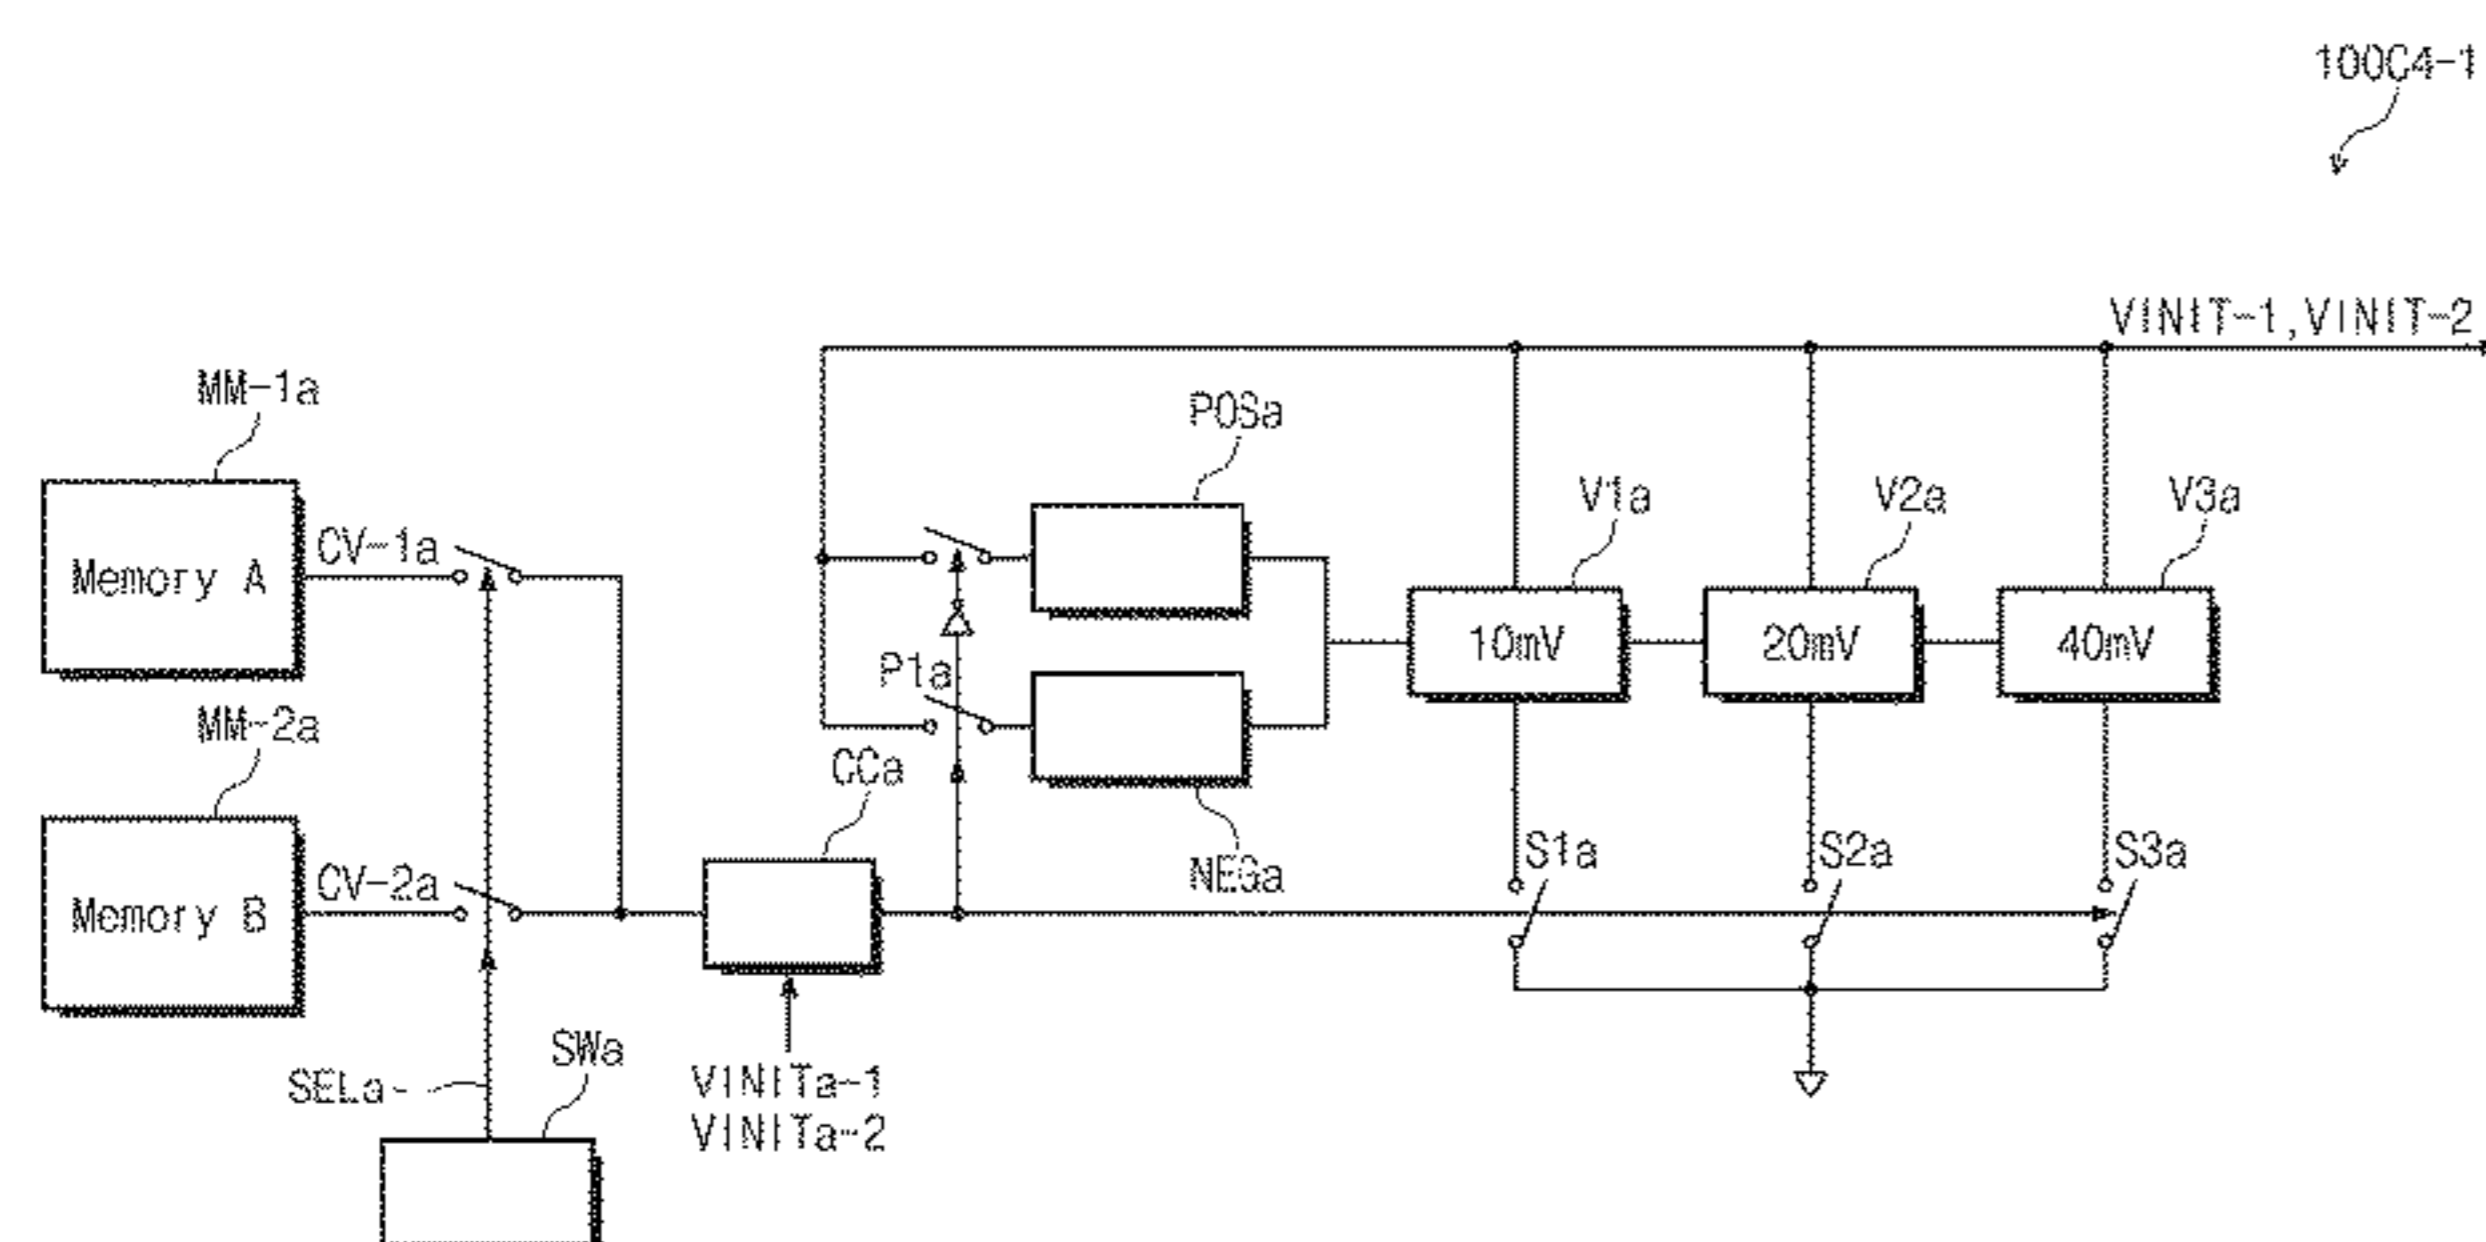 100C4-1
VINIT-1,VINIT-2
MM-1a
POSa
V1a
V2a
V3a
CV-1a
Memory A
10mV
20mV
40mV
P1a
MM-2a
CCa
NEGa
S1a
S2a
S3a
CV-2a
Memory B
SWa
SELa
VINITa-1
VINITa-2